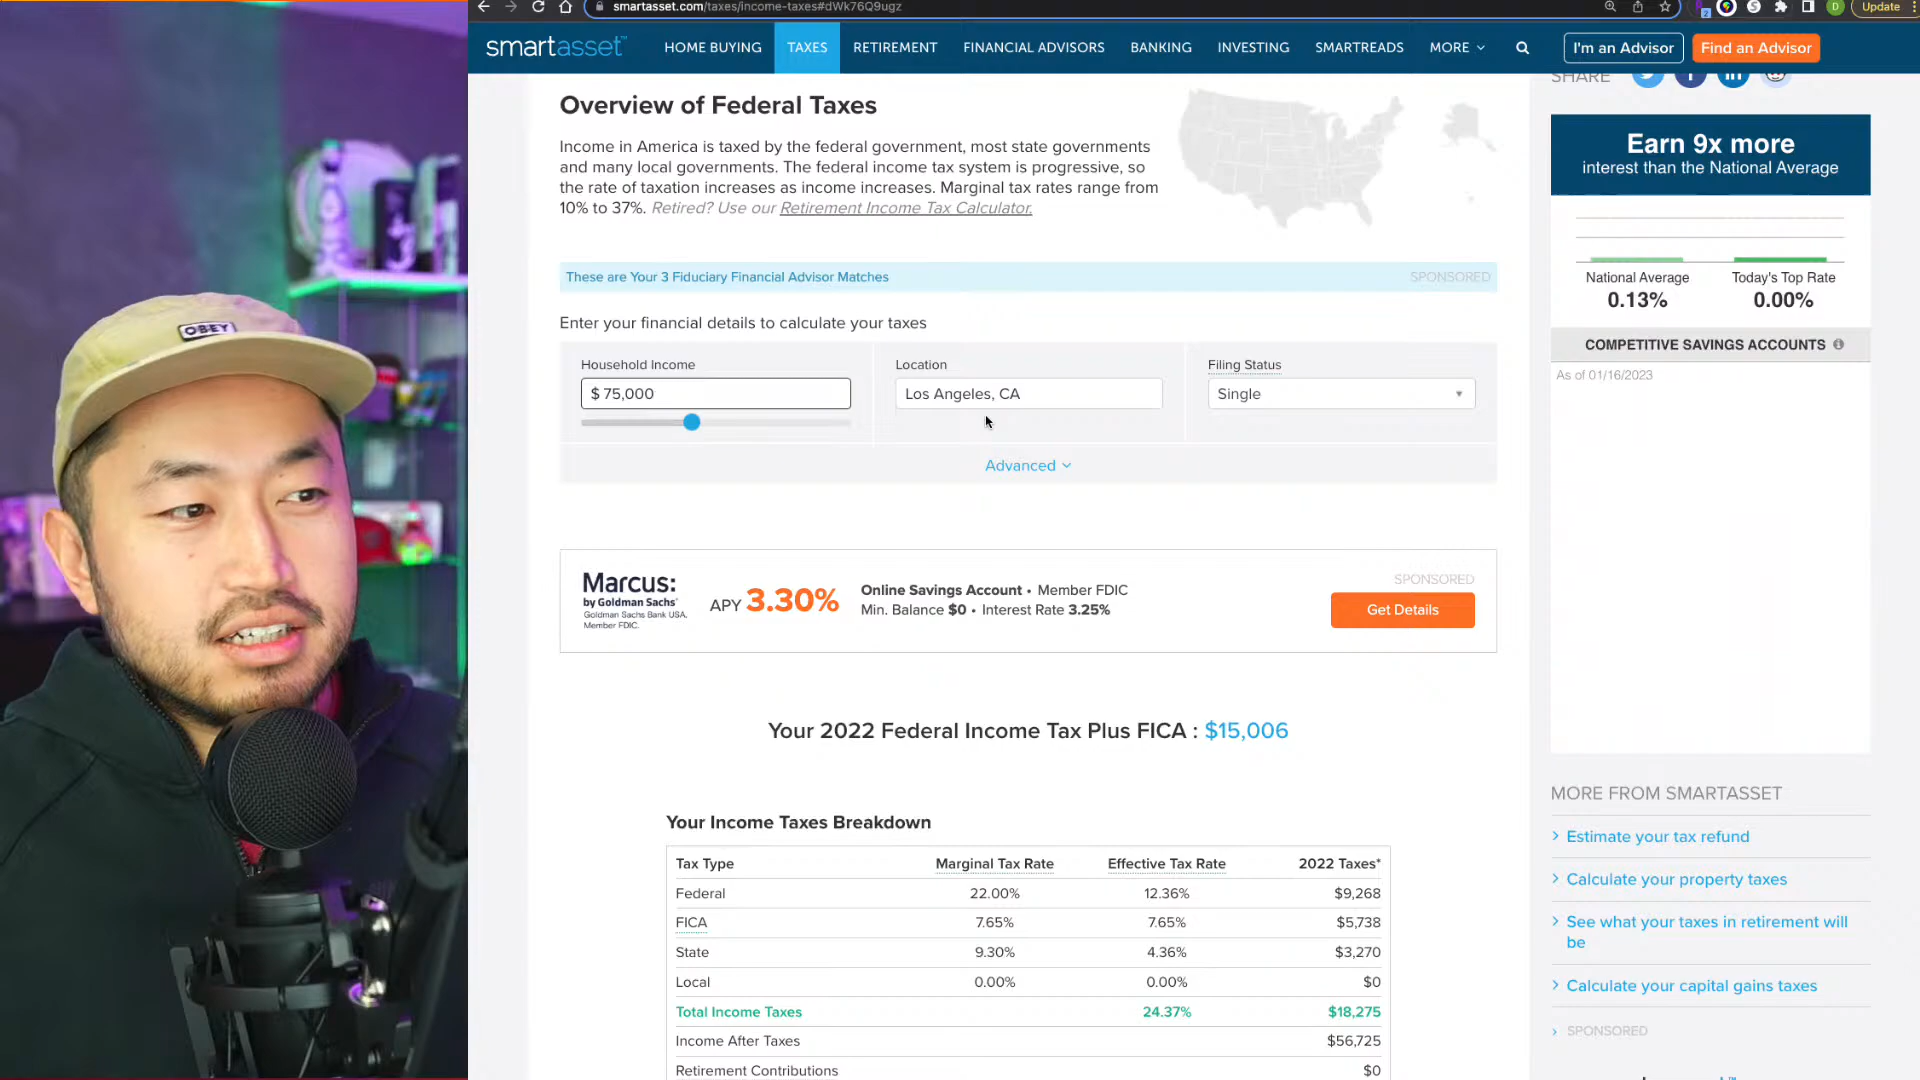 OBEY
smartasset.com/taxes/income-taxes#dWk76Q9ugz
D
Update
smartasset™
HOME BUYING
TAXES
RETIREMENT
FINANCIAL ADVISORS
BANKING
INVESTING
SMARTREADS
MORE
I'm an Advisor
Find an Advisor
Overview of Federal Taxes
Income in America is taxed by the federal government, most state governments
and many local governments. The federal income tax system is progressive, so
the rate of taxation increases as income increases. Marginal tax rates range from
10% to 37%. Retired? Use our Retirement Income Tax Calculator.
These are Your 3 Fiduciary Financial Advisor Matches
SPONSORED
Enter your financial details to calculate your taxes
Household Income
$ 75,000
Location
Los Angeles, CA
Filing Status
Single
Advanced
Marcus:
by Goldman Sachs®
Goldman Sachs Bank USA.
Member FDIC.
APY 3.30%
Online Savings Account • Member FDIC
Min. Balance $0 • Interest Rate 3.25%
SPONSORED
Get Details
Your 2022 Federal Income Tax Plus FICA : $15,006
Your Income Taxes Breakdown
Tax Type Marginal Tax Rate Effective Tax Rate 2022 Taxes*
Federal 22.00% 12.36% $9,268
FICA 7.65% 7.65% $5,738
State 9.30% 4.36% $3,270
Local 0.00% 0.00% $0
Total Income Taxes 24.37% $18,275
Income After Taxes $56,725
Retirement Contributions $0
SHARE
Earn 9x more
interest than the National Average
National Average
0.13%
Today's Top Rate
0.00%
COMPETITIVE SAVINGS ACCOUNTS
As of 01/16/2023
MORE FROM SMARTASSET
Estimate your tax refund
Calculate your property taxes
See what your taxes in retirement will
be
Calculate your capital gains taxes
SPONSORED